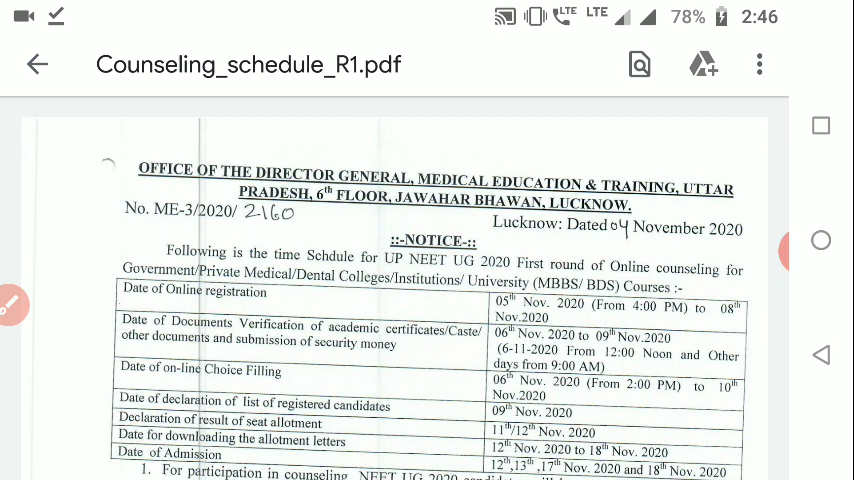 LTE LTE 78% 2:46
Counseling_schedule_R1.pdf
OFFICE OF THE DIRECTOR GENERAL, MEDICAL EDUCATION & TRAINING, UTTAR
PRADESH, 6th FLOOR, JAWAHAR BHAWAN, LUCKNOW.
No. ME-3/2020/ 2160
Lucknow: Dated 04 November 2020
::-NOTICE-::
Following is the time Schdule for UP NEET UG 2020 First round of Online counseling for
Government/Private Medical/Dental Colleges/Institutions/ University (MBBS/ BDS) Courses :-
Date of Online registration
05th Nov. 2020 (From 4:00 PM) to 08th
Nov.2020
Date of Documents Verification of academic certificates/Caste/
other documents and submission of security money
06th Nov. 2020 to 09th Nov.2020
(6-11-2020 From 12:00 Noon and Other
days from 9:00 AM)
Date of on-line Choice Filling
06th Nov. 2020 (From 2:00 PM) to 10th
Nov.2020
Date of declaration of list of registered candidates
09th Nov. 2020
Declaration of result of seat allotment
11th/12th Nov. 2020
Date for downloading the allotment letters
12th Nov. 2020 to 18th Nov. 2020
Date of Admission
12th,13th ,17th Nov. 2020 and 18th Nov. 2020
1. For participation in counseling, NEET UG 2020